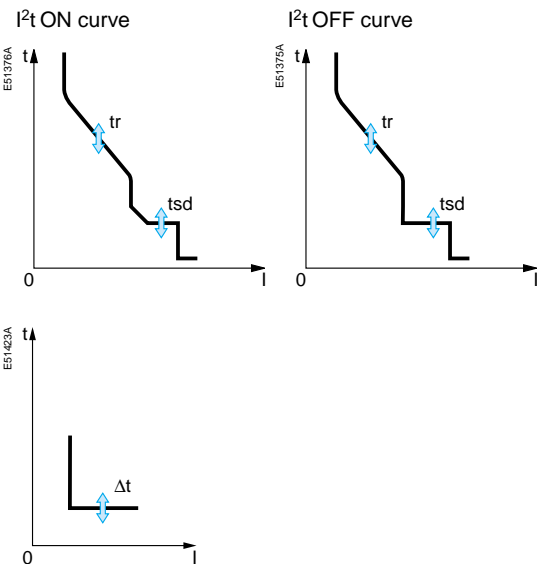 I²t ON curve
E51376A
t
tr
tsd
0
I
I²t OFF curve
E51375A
t
tr
tsd
0
I
E51423A
t
Δt
0
I